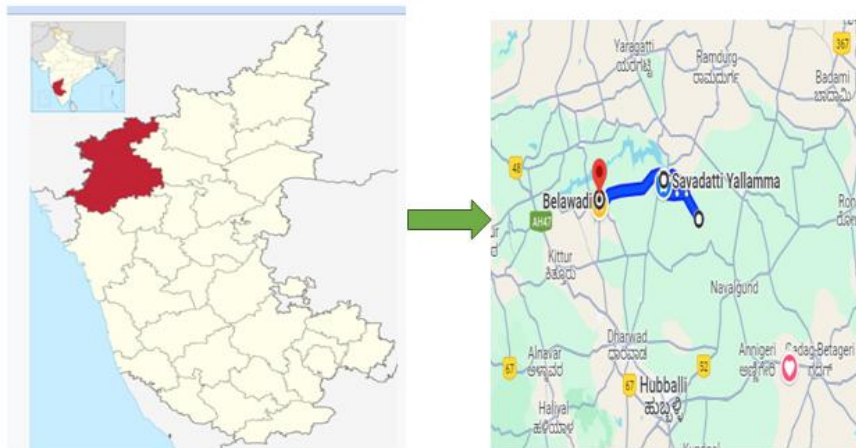 Yaragatti
ಯರಗಟ್ಟಿ
Ramdurg
ರಾಮದುರ್ಗ
367
Badami
ಬಾದಾಮಿ
48
Savadatti Yallamma
Belawadi
AH47
Kittur
ಕಿತ್ತೂರು
Navalgund
Dharwad
ಧಾರವಾಡ
Alnavar
ಅಳ್ನಾವರ
52
Annigeri
ಅಣ್ಣಿಗೇರಿ
Gadag-Betageri
ಗದಗ್
67
67
Hubballi
ಹುಬ್ಬಳ್ಳಿ
Haliyal
ಹಳಿಯಾಳ